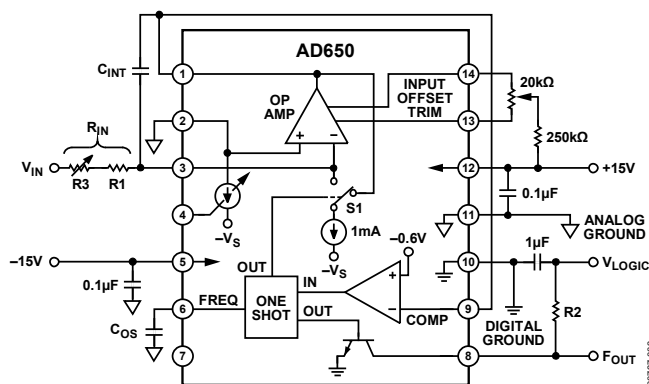 AD650
C_INT
1
14
20kΩ
INPUT
OFFSET
TRIM
OP
AMP
2
+
−
13
R_IN
250kΩ
V_IN
R3
R1
3
12
+15V
S1
0.1µF
4
−V_S
1mA
11
ANALOG
GROUND
−V_S
−0.6V
1µF
−15V
5
10
V_LOGIC
0.1µF
OUT
IN
+
−
FREQ
ONE
SHOT
OUT
COMP
6
9
DIGITAL
GROUND
R2
C_OS
7
8
F_OUT